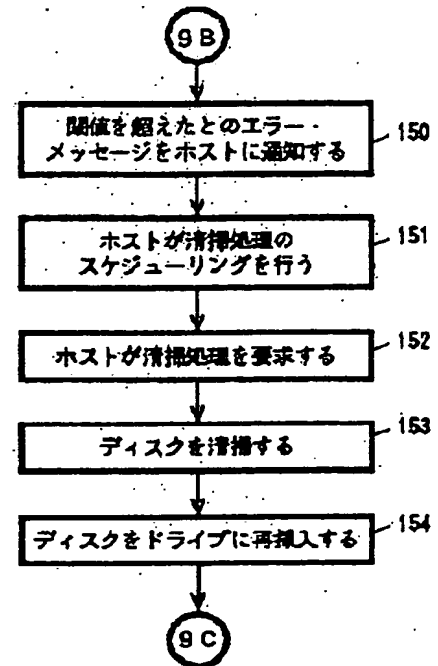 9B
閾値を超えたとのエラー・
メッセージをホストに通知する
150
ホストが清掃処理の
スケジューリングを行う
151
ホストが清掃処理を要求する
152
ディスクを清掃する
153
ディスクをドライブに再挿入する
154
9C